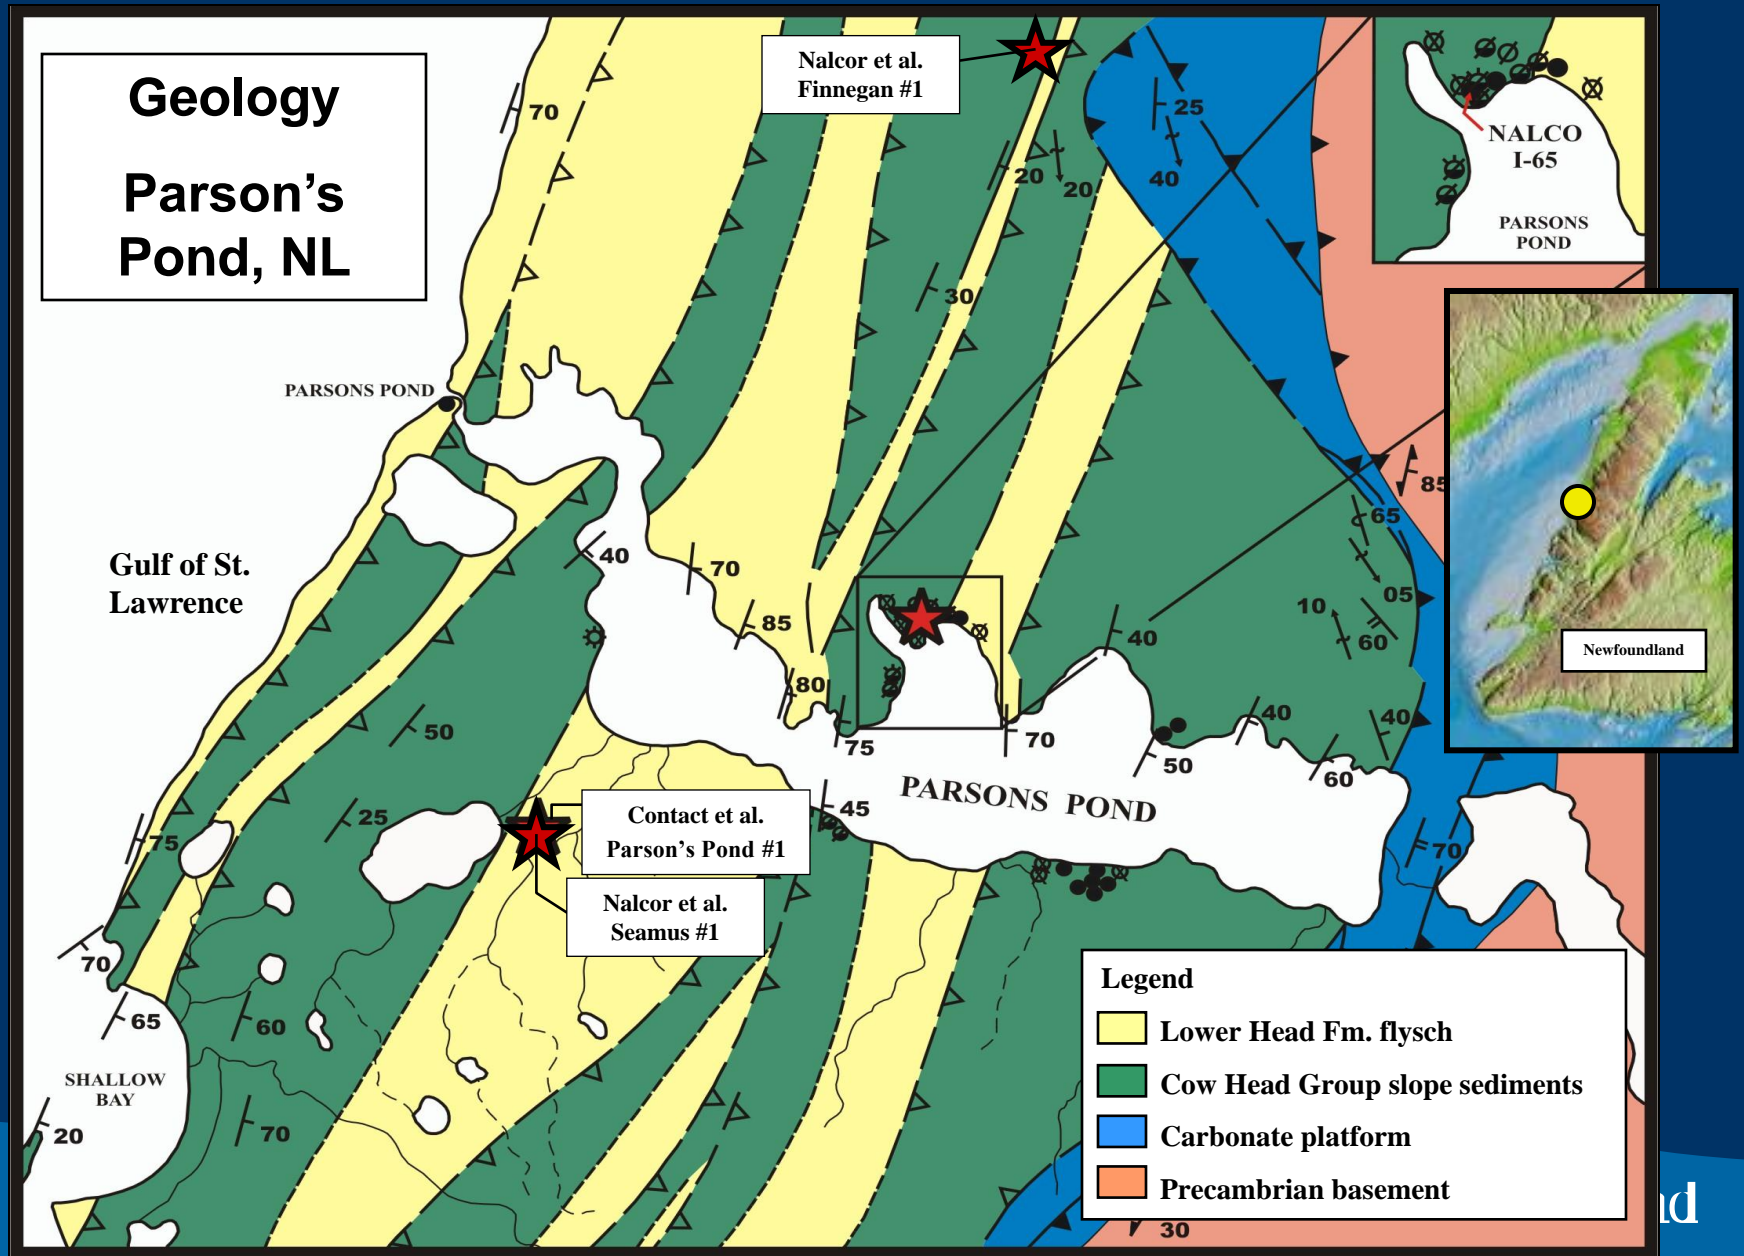 Geology
Parson's
Pond, NL
Nalcor et al.
Finnegan #1
NALCO
I-65
PARSONS
POND
70
25
40
20
20
30
PARSONS POND
85
65
Gulf of St.
Lawrence
40
70
05
10
85
40
60
Newfoundland
80
50
75
70
40
40
50
60
PARSONS POND
Contact et al.
Parson's Pond #1
45
25
75
70
Nalcor et al.
Seamus #1
70
65
60
SHALLOW
BAY
20
70
Legend
Lower Head Fm. flysch
Cow Head Group slope sediments
Carbonate platform
Precambrian basement
30
nd